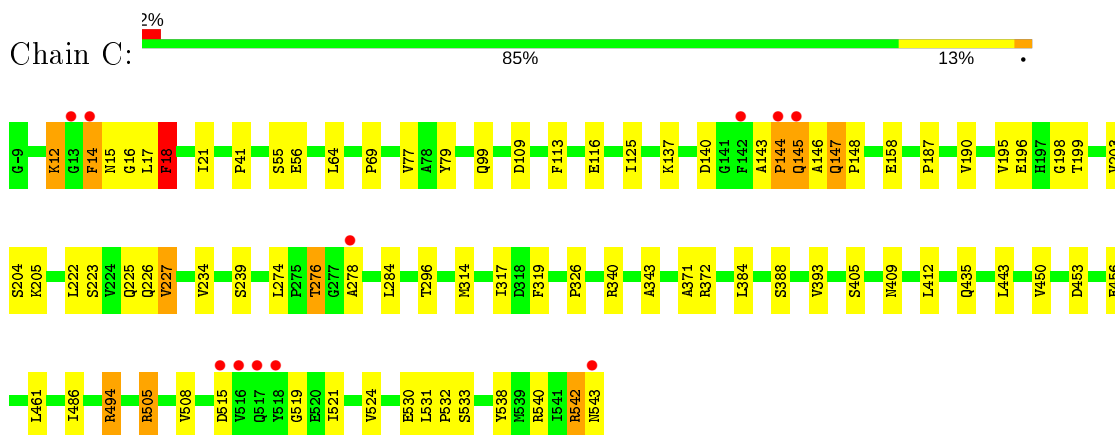 2%
Chain C:
85% 13% •
G-9 K12 G13 F14 N15 G16 L17 F18 I21 P41 S55 E56 L64 P69 V77 A78 Y79 Q99 D109 F113 E116 I125 K137 D140 G141 F142 A143 P144 Q145 A146 Q147 P148 E158 P187 V190 V195 E196 H197 G198 T199 V203
S204 K205 L222 S223 V224 Q225 Q226 V227 V234 S239 L274 P275 T276 G277 A278 L284 T296 M314 I317 D318 F319 P326 R340 A343 A371 R372 L384 S388 V393 S405 N409 L412 Q435 L443 V450 D453
L461 I486 R494 R505 V508 D515 V516 Q517 Y518 G519 E520 I521 V524 E530 L531 P532 S533 Y538 M539 R540 I541 R542 N543